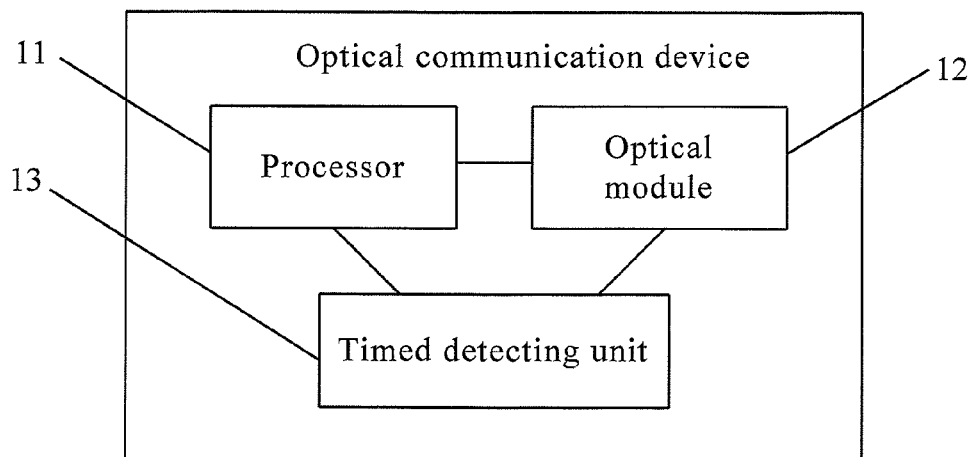 Optical communication device
11
12
Processor
Optical
module
13
Timed detecting unit